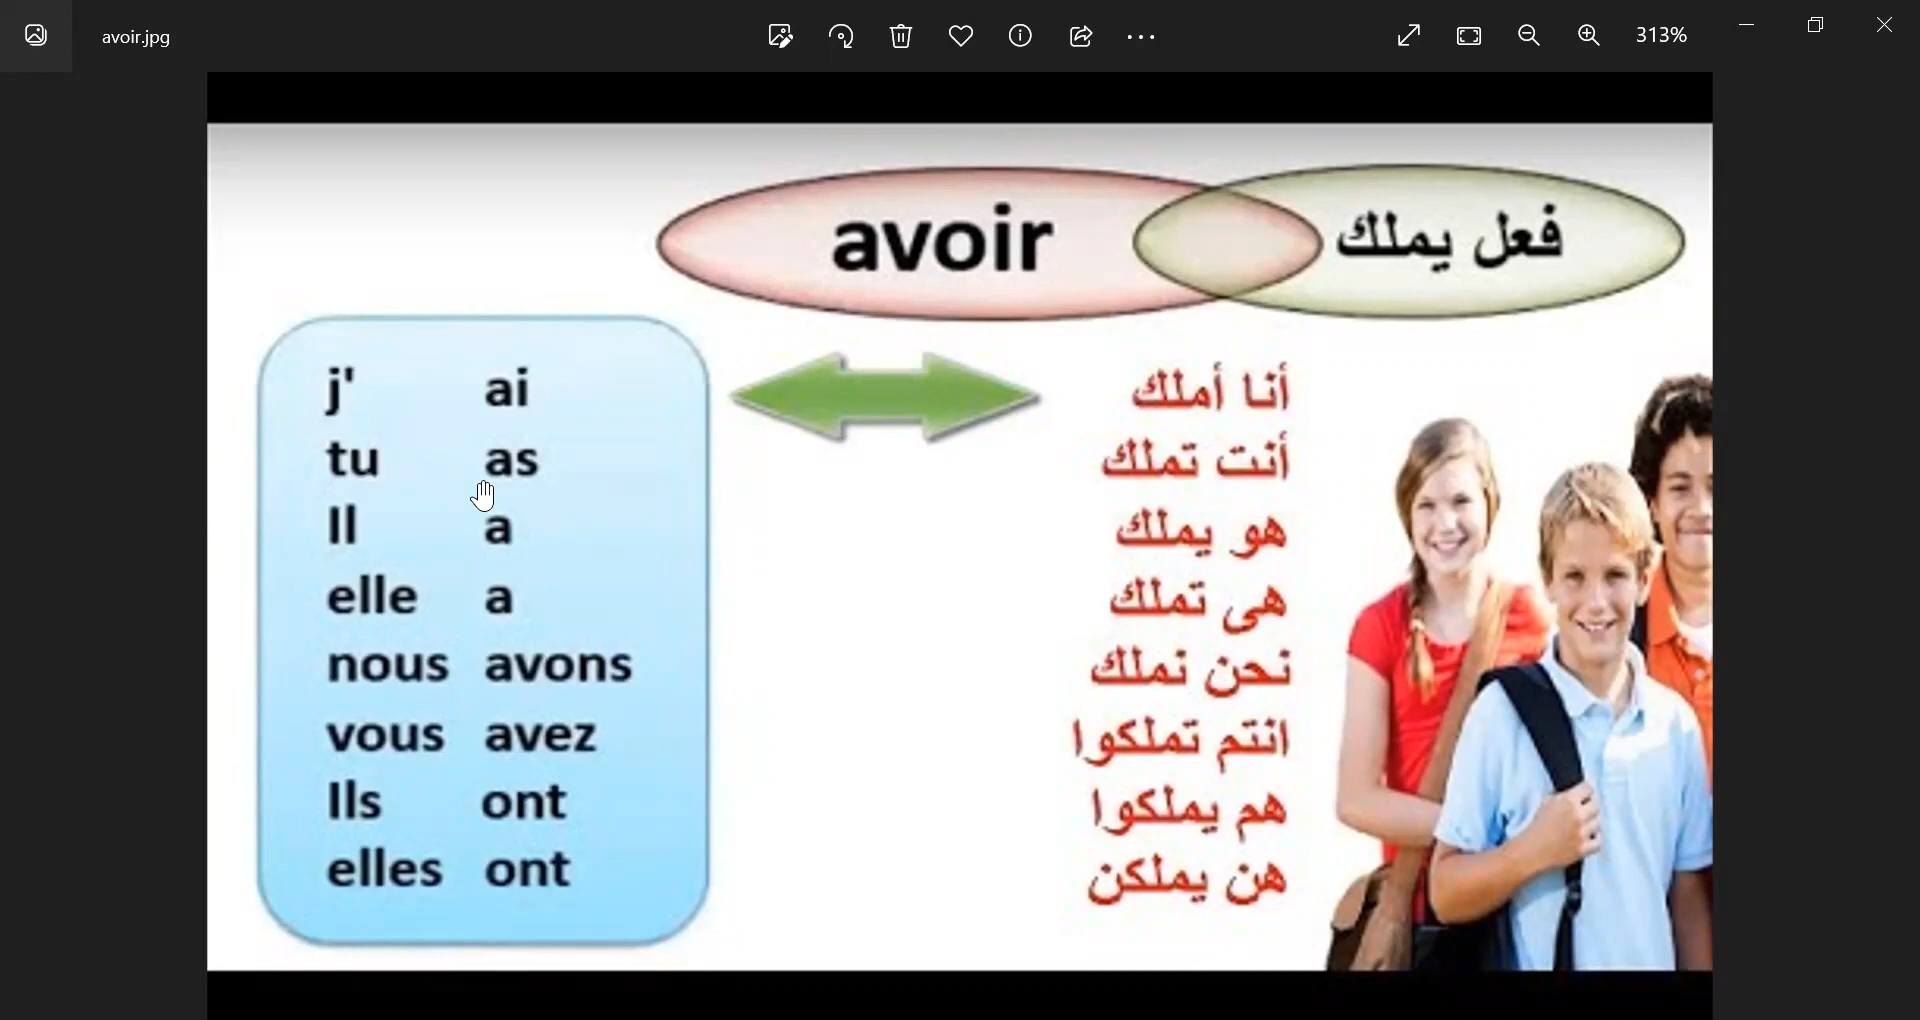 avoir.jpg
313%
avoir
فعل يملك
j' ai
أنا أملك
tu as
أنت تملك
Il a
هو يملك
elle a
هى تملك
nous avons
نحن نملك
vous avez
انتم تملكوا
Ils ont
هم يملكوا
elles ont
هن يملكن